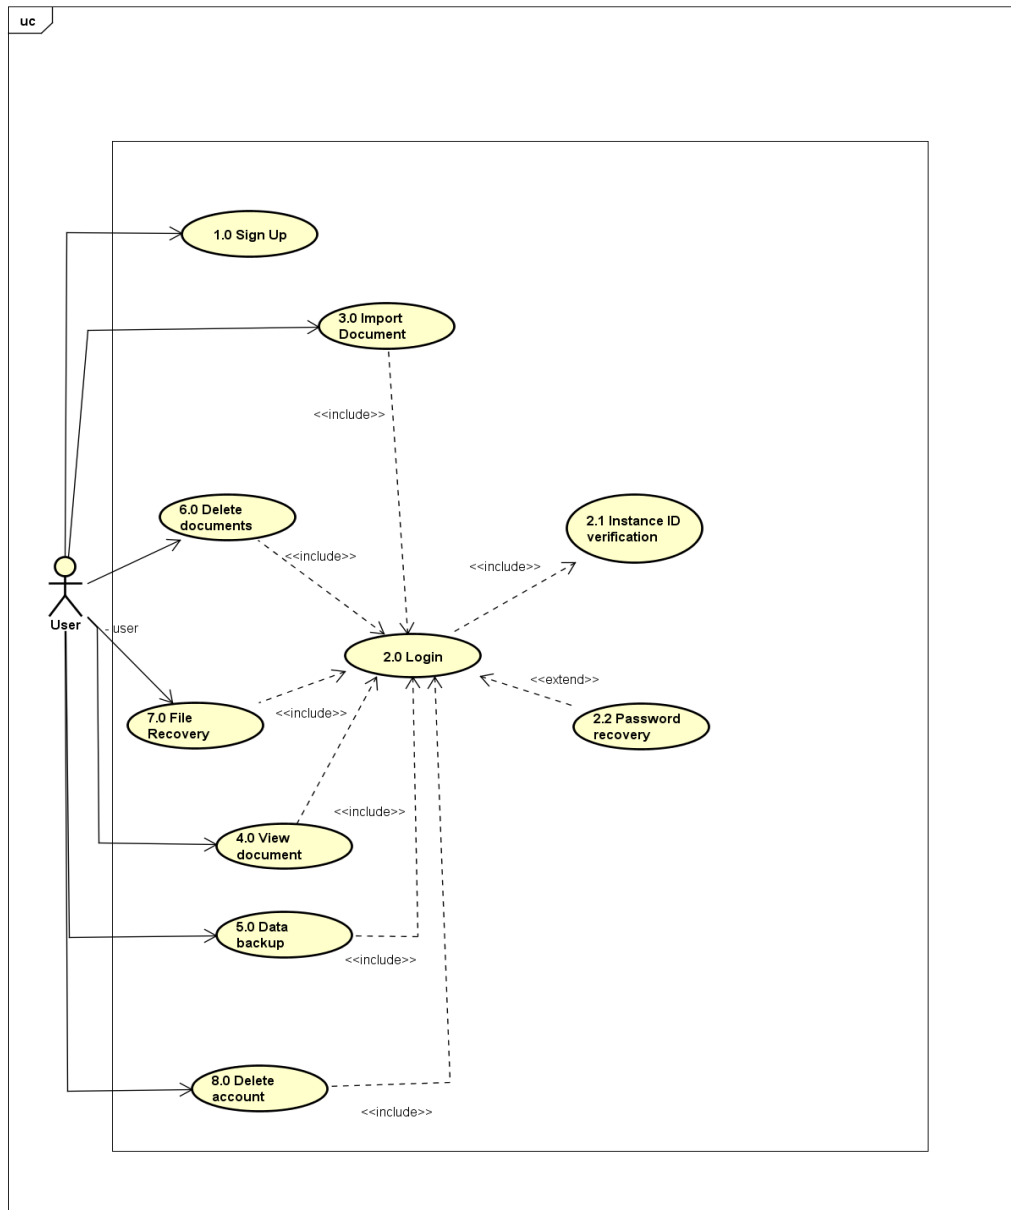 uc
1.0 Sign Up
3.0 Import
Document
<<include>>
6.0 Delete
documents
<<include>>
2.1 Instance ID
verification
<<include>>
User
- user
2.0 Login
<<extend>>
7.0 File
Recovery
<<include>>
2.2 Password
recovery
<<include>>
4.0 View
document
5.0 Data
backup
<<include>>
8.0 Delete
account
<<include>>